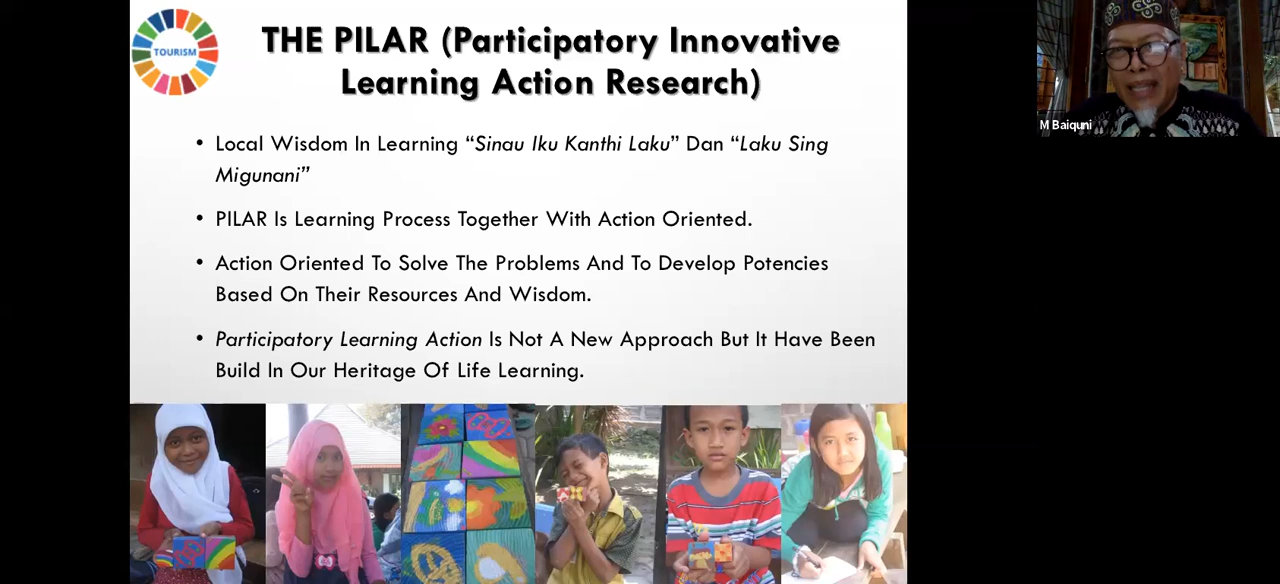 TOURISM
THE PILAR (Participatory Innovative
Learning Action Research)
• Local Wisdom In Learning “Sinau Iku Kanthi Laku” Dan “Laku Sing
Migunani”
• PILAR Is Learning Process Together With Action Oriented.
• Action Oriented To Solve The Problems And To Develop Potencies
Based On Their Resources And Wisdom.
• Participatory Learning Action Is Not A New Approach But It Have Been
Build In Our Heritage Of Life Learning.
M Baiquni